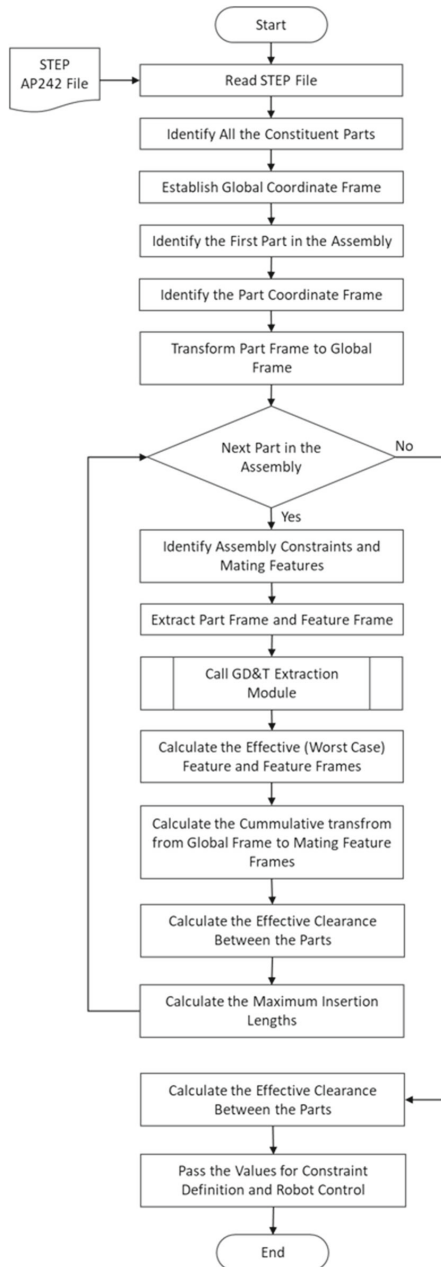 Start
STEP
AP242 File
Read STEP File
Identify All the Constituent Parts
Establish Global Coordinate Frame
Identify the First Part in the Assembly
Identify the Part Coordinate Frame
Transform Part Frame to Global
Frame
Next Part in the
Assembly
No
Yes
Identify Assembly Constraints and
Mating Features
Extract Part Frame and Feature Frame
Call GD&T Extraction
Module
Calculate the Effective (Worst Case)
Feature and Feature Frames
Calculate the Cummulative transfrom
from Global Frame to Mating Feature
Frames
Calculate the Effective Clearance
Between the Parts
Calculate the Maximum Insertion
Lengths
Calculate the Effective Clearance
Between the Parts
Pass the Values for Constraint
Definition and Robot Control
End